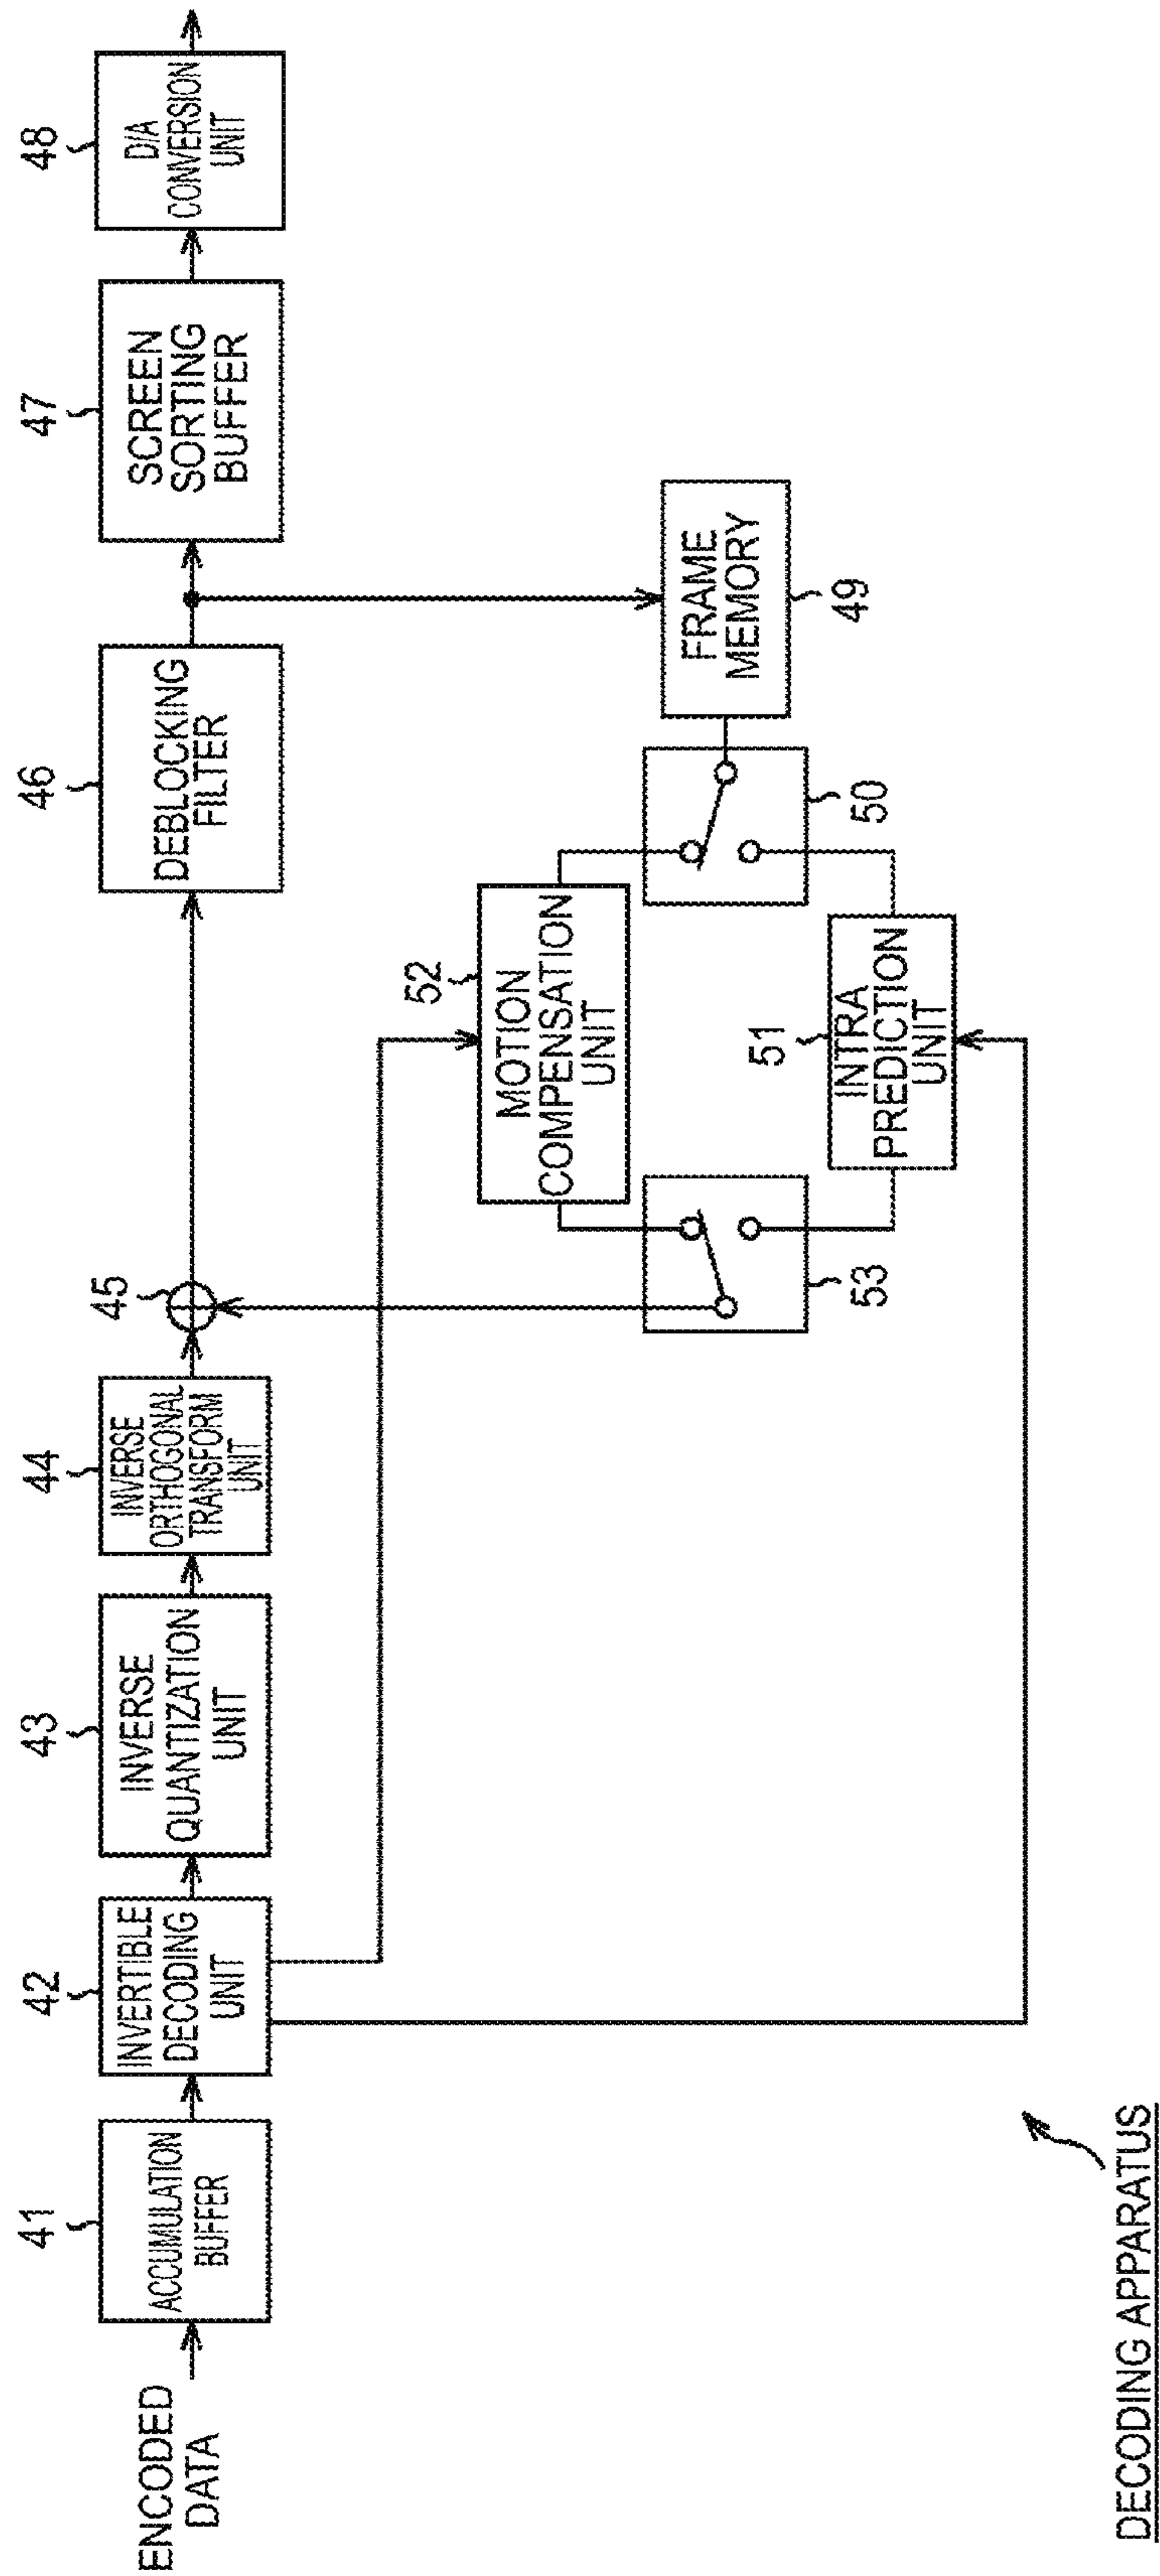 ENCODED
DATA
41
ACCUMULATION
BUFFER
42
INVERTIBLE
DECODING
UNIT
43
INVERSE
QUANTIZATION
UNIT
44
INVERSE
ORTHOGONAL
TRANSFORM
UNIT
45
46
DEBLOCKING
FILTER
47
SCREEN
SORTING
BUFFER
48
D/A
CONVERSION
UNIT
52
MOTION
COMPENSATION
UNIT
FRAME
MEMORY
49
53
50
51
INTRA
PREDICTION
UNIT
DECODING APPARATUS